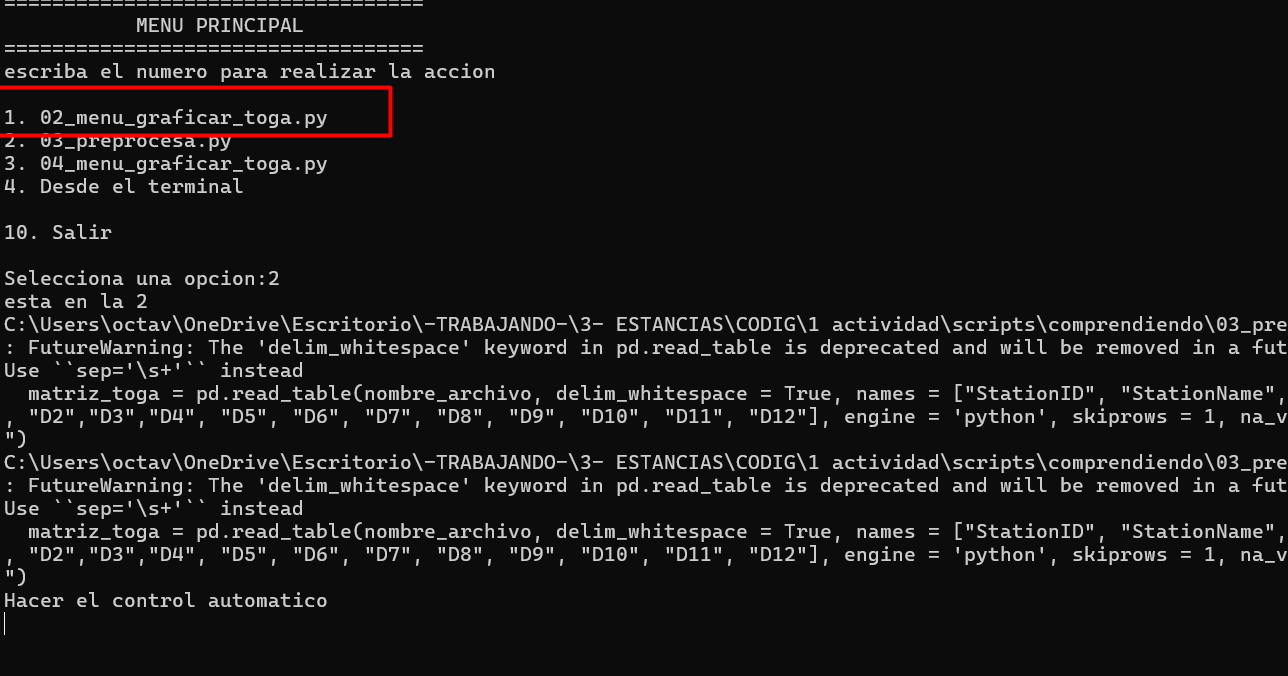 ===================================
MENU PRINCIPAL
===================================
escriba el numero para realizar la accion
1. 02_menu_graficar_toga.py
2. 03_preprocesa.py
3. 04_menu_graficar_toga.py
4. Desde el terminal
10. Salir
Selecciona una opcion:2
esta en la 2
C:\Users\octav\OneDrive\Escritorio\-TRABAJANDO-\3- ESTANCIAS\CODIG\1 actividad\scripts\comprendiendo\03_pre
: FutureWarning: The 'delim_whitespace' keyword in pd.read_table is deprecated and will be removed in a fut
Use ``sep='\s+'`` instead
matriz_toga = pd.read_table(nombre_archivo, delim_whitespace = True, names = ["StationID", "StationName",
, "D2","D3","D4", "D5", "D6", "D7", "D8", "D9", "D10", "D11", "D12"], engine = 'python', skiprows = 1, na_v
")
C:\Users\octav\OneDrive\Escritorio\-TRABAJANDO-\3- ESTANCIAS\CODIG\1 actividad\scripts\comprendiendo\03_pre
: FutureWarning: The 'delim_whitespace' keyword in pd.read_table is deprecated and will be removed in a fut
Use ``sep='\s+'`` instead
matriz_toga = pd.read_table(nombre_archivo, delim_whitespace = True, names = ["StationID", "StationName",
, "D2","D3","D4", "D5", "D6", "D7", "D8", "D9", "D10", "D11", "D12"], engine = 'python', skiprows = 1, na_v
")
Hacer el control automatico